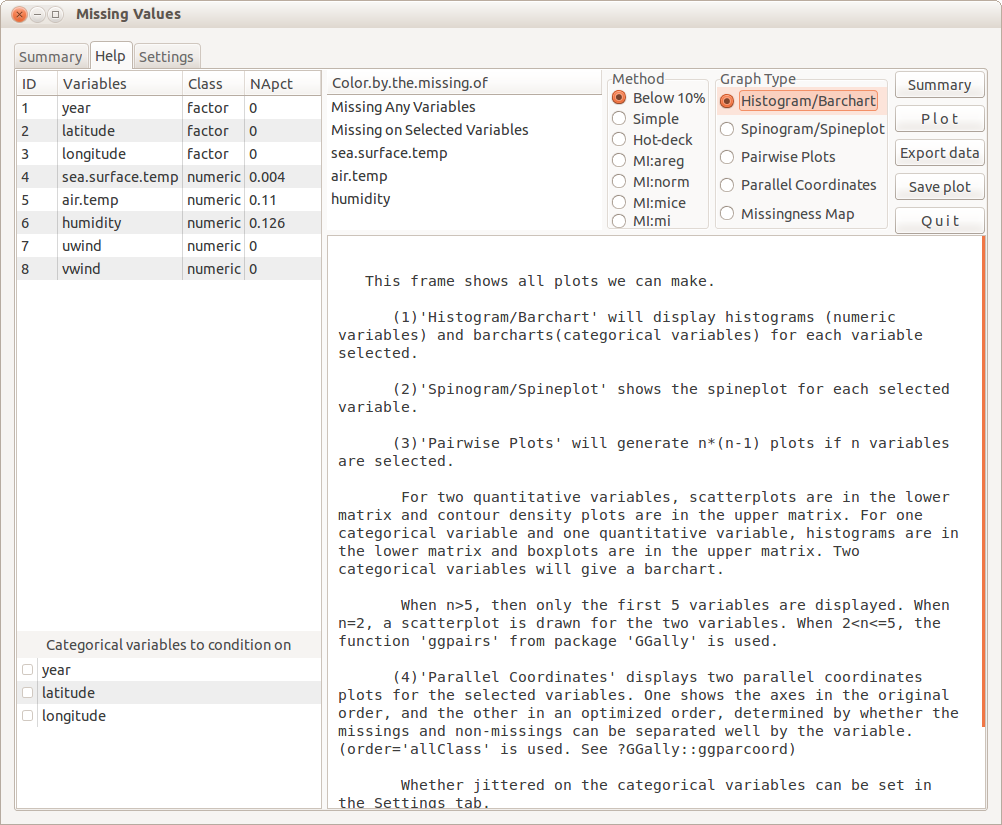 Missing Values
Summary Help Settings
ID Variables Class NApct
1 year factor 0
2 latitude factor 0
3 longitude factor 0
4 sea.surface.temp numeric 0.004
5 air.temp numeric 0.11
6 humidity numeric 0.126
7 uwind numeric 0
8 vwind numeric 0
Categorical variables to condition on
year
latitude
longitude
Color.by.the.missing.of
Missing Any Variables
Missing on Selected Variables
sea.surface.temp
air.temp
humidity
Method
Below 10%
Simple
Hot-deck
MI:areg
MI:norm
MI:mice
MI:mi
Graph Type
Histogram/Barchart
Spinogram/Spineplot
Pairwise Plots
Parallel Coordinates
Missingness Map
Summary
Plot
Export data
Save plot
Quit
This frame shows all plots we can make.
(1)'Histogram/Barchart' will display histograms (numeric
variables) and barcharts(categorical variables) for each variable
selected.
(2)'Spinogram/Spineplot' shows the spineplot for each selected
variable.
(3)'Pairwise Plots' will generate n*(n-1) plots if n variables
are selected.
For two quantitative variables, scatterplots are in the lower
matrix and contour density plots are in the upper matrix. For one
categorical variable and one quantitative variable, histograms are in
the lower matrix and boxplots are in the upper matrix. Two
categorical variables will give a barchart.
When n>5, then only the first 5 variables are displayed. When
n=2, a scatterplot is drawn for the two variables. When 2<n<=5, the
function 'ggpairs' from package 'GGally' is used.
(4)'Parallel Coordinates' displays two parallel coordinates
plots for the selected variables. One shows the axes in the original
order, and the other in an optimized order, determined by whether the
missings and non-missings can be separated well by the variable.
(order='allClass' is used. See ?GGally::ggparcoord)
Whether jittered on the categorical variables can be set in
the Settings tab.